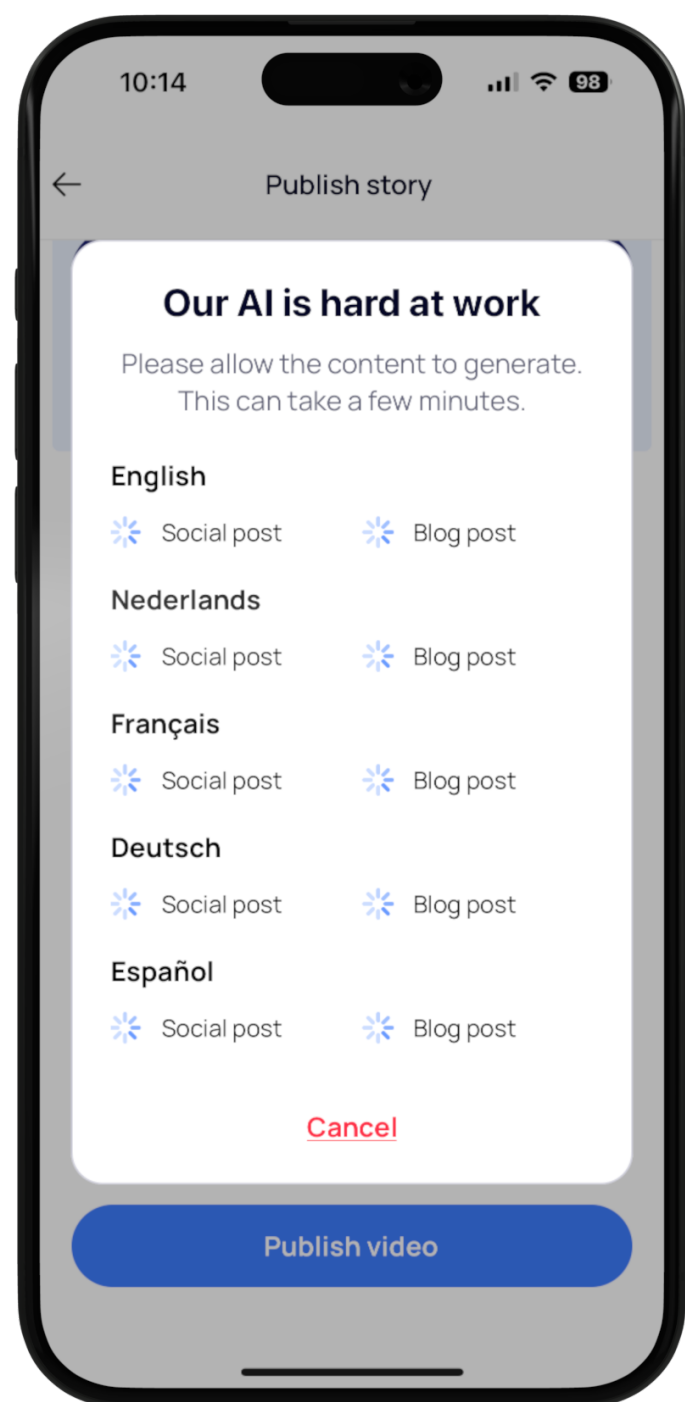 10:14
98
Publish story
Our AI is hard at work
Please allow the content to generate.
This can take a few minutes.
English
Social post Blog post
Nederlands
Social post Blog post
Français
Social post Blog post
Deutsch
Social post Blog post
Español
Social post Blog post
Cancel
Publish video